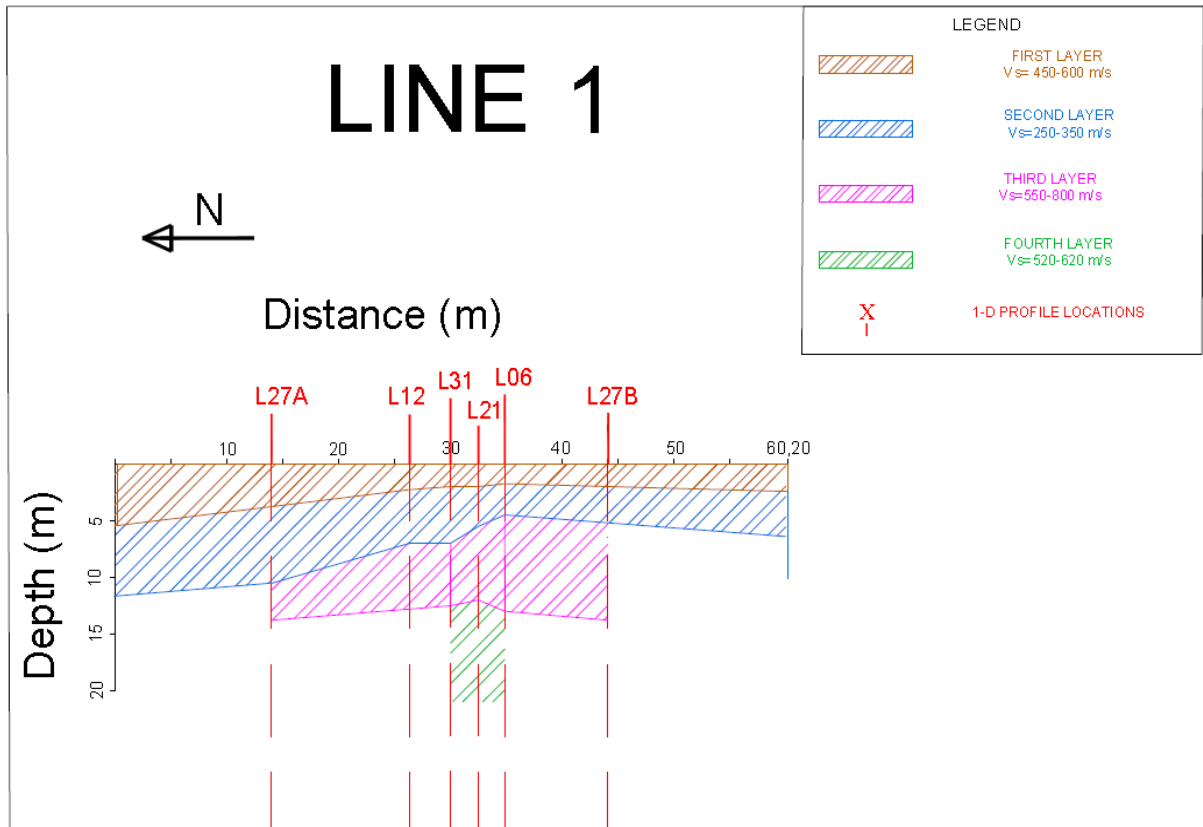 LINE 1
N
Distance (m)
L27A
L12
L31
L21
L06
L27B
10
20
30
40
50
60,20
Depth (m)
5
10
15
20
LEGEND
FIRST LAYER
Vs= 450-600 m/s
SECOND LAYER
Vs=250-350 m/s
THIRD LAYER
Vs=550-800 m/s
FOURTH LAYER
Vs=520-620 m/s
X
1-D PROFILE LOCATIONS